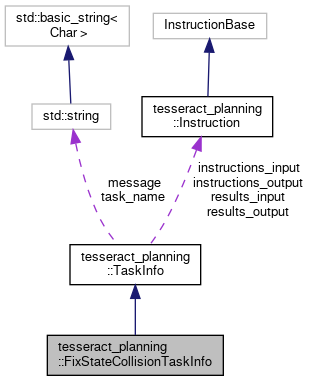 std::basic_string<
Char >
InstructionBase
std::string
tesseract_planning
::Instruction
message
task_name
instructions_input
instructions_output
results_input
results_output
tesseract_planning
::TaskInfo
tesseract_planning
::FixStateCollisionTaskInfo